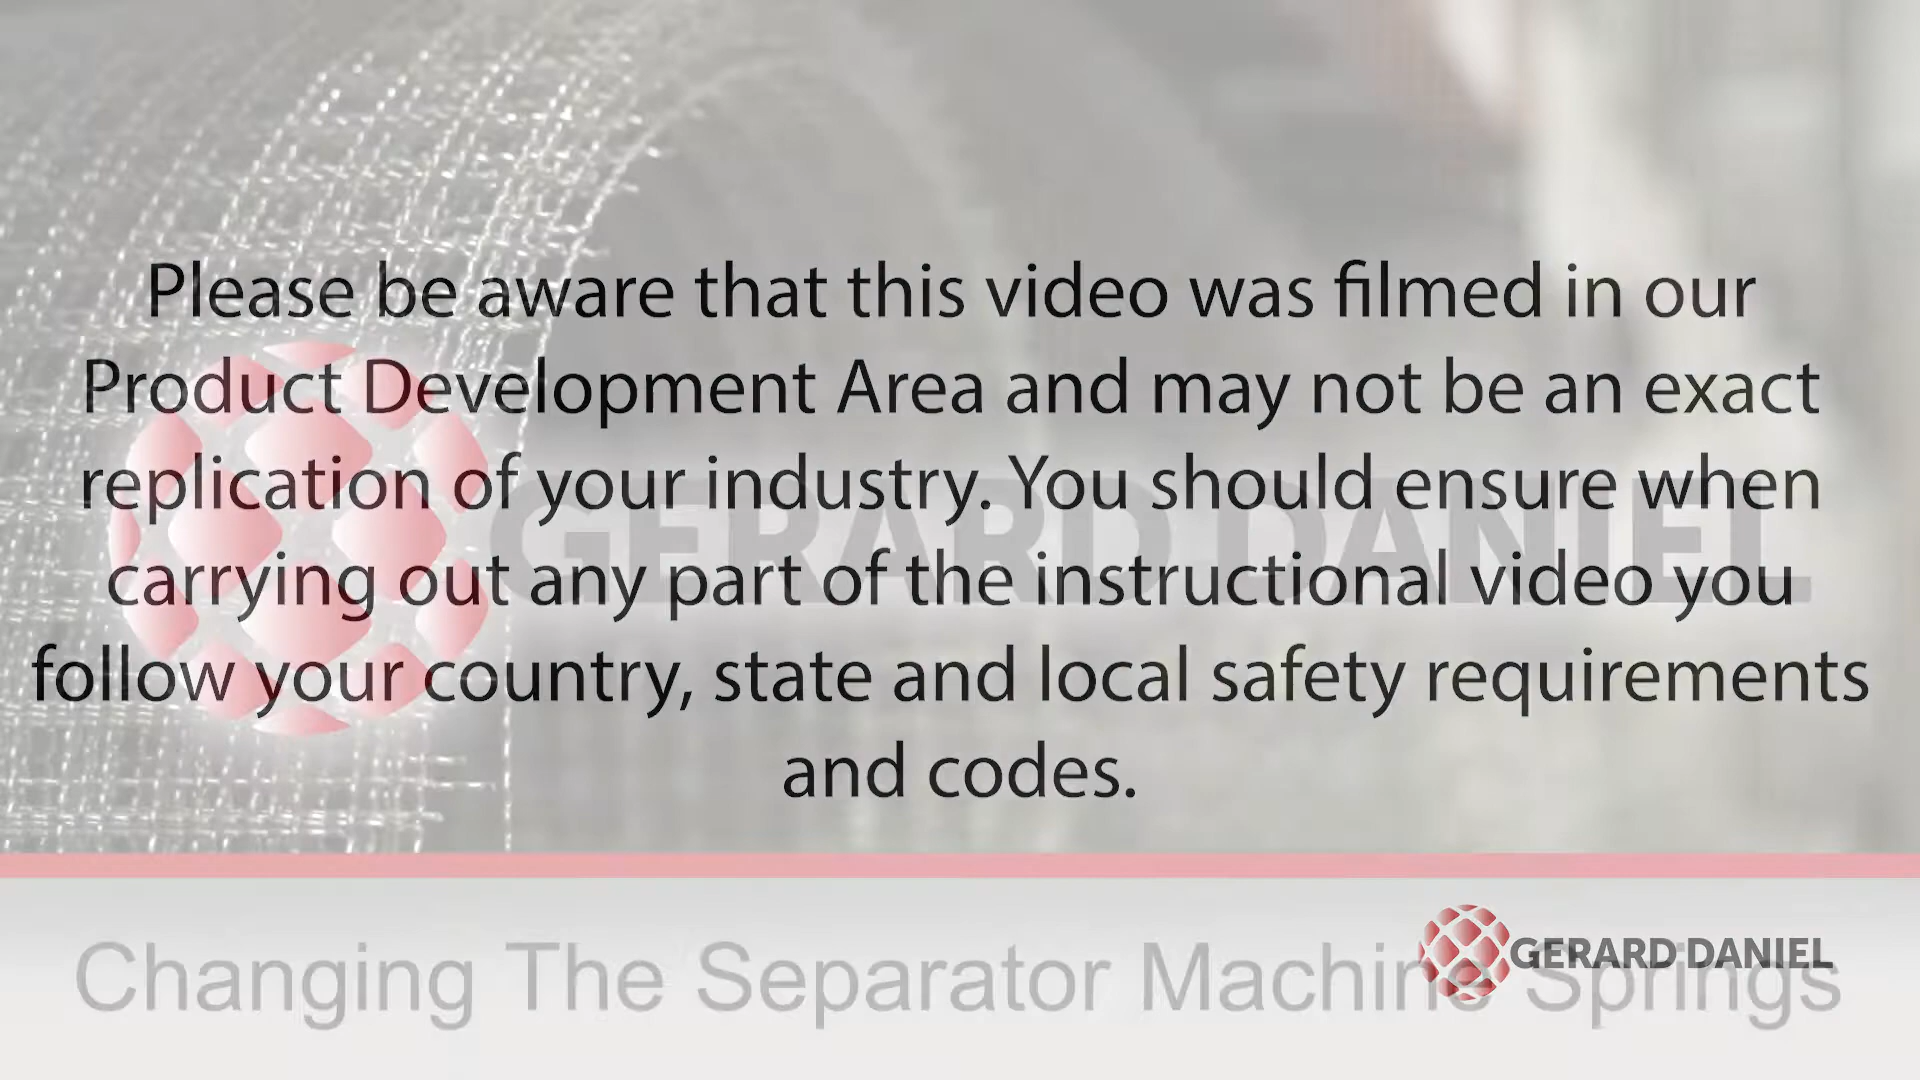 Please be aware that this video was filmed in our
Product Development Area and may not be an exact
replication of your industry. You should ensure when
carrying out any part of the instructional video you
follow your country, state and local safety requirements
and codes.
GERARD DANIEL
Changing The Separator Machine Springs
GERARD DANIEL